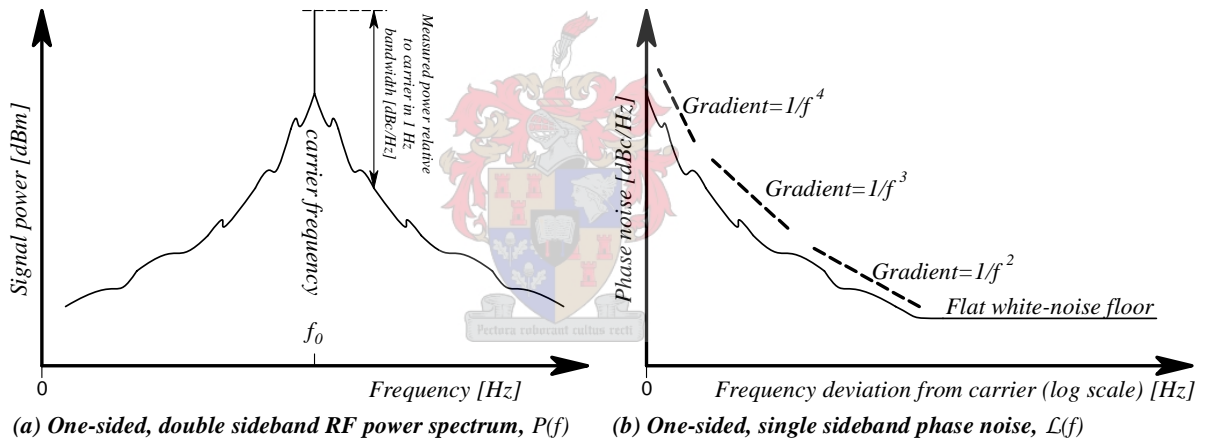 Signal power [dBm]
Measured power relative
to carrier in 1 Hz
bandwidth [dBc/Hz]
carrier frequency
f0
0
Frequency [Hz]
(a) One-sided, double sideband RF power spectrum, P(f)
Phase noise [dBc/Hz]
Gradient=1/f 4
Gradient=1/f 3
Gradient=1/f 2
Flat white-noise floor
Pectora roborant cultus recti
0
Frequency deviation from carrier (log scale) [Hz]
(b) One-sided, single sideband phase noise, ℒ(f)